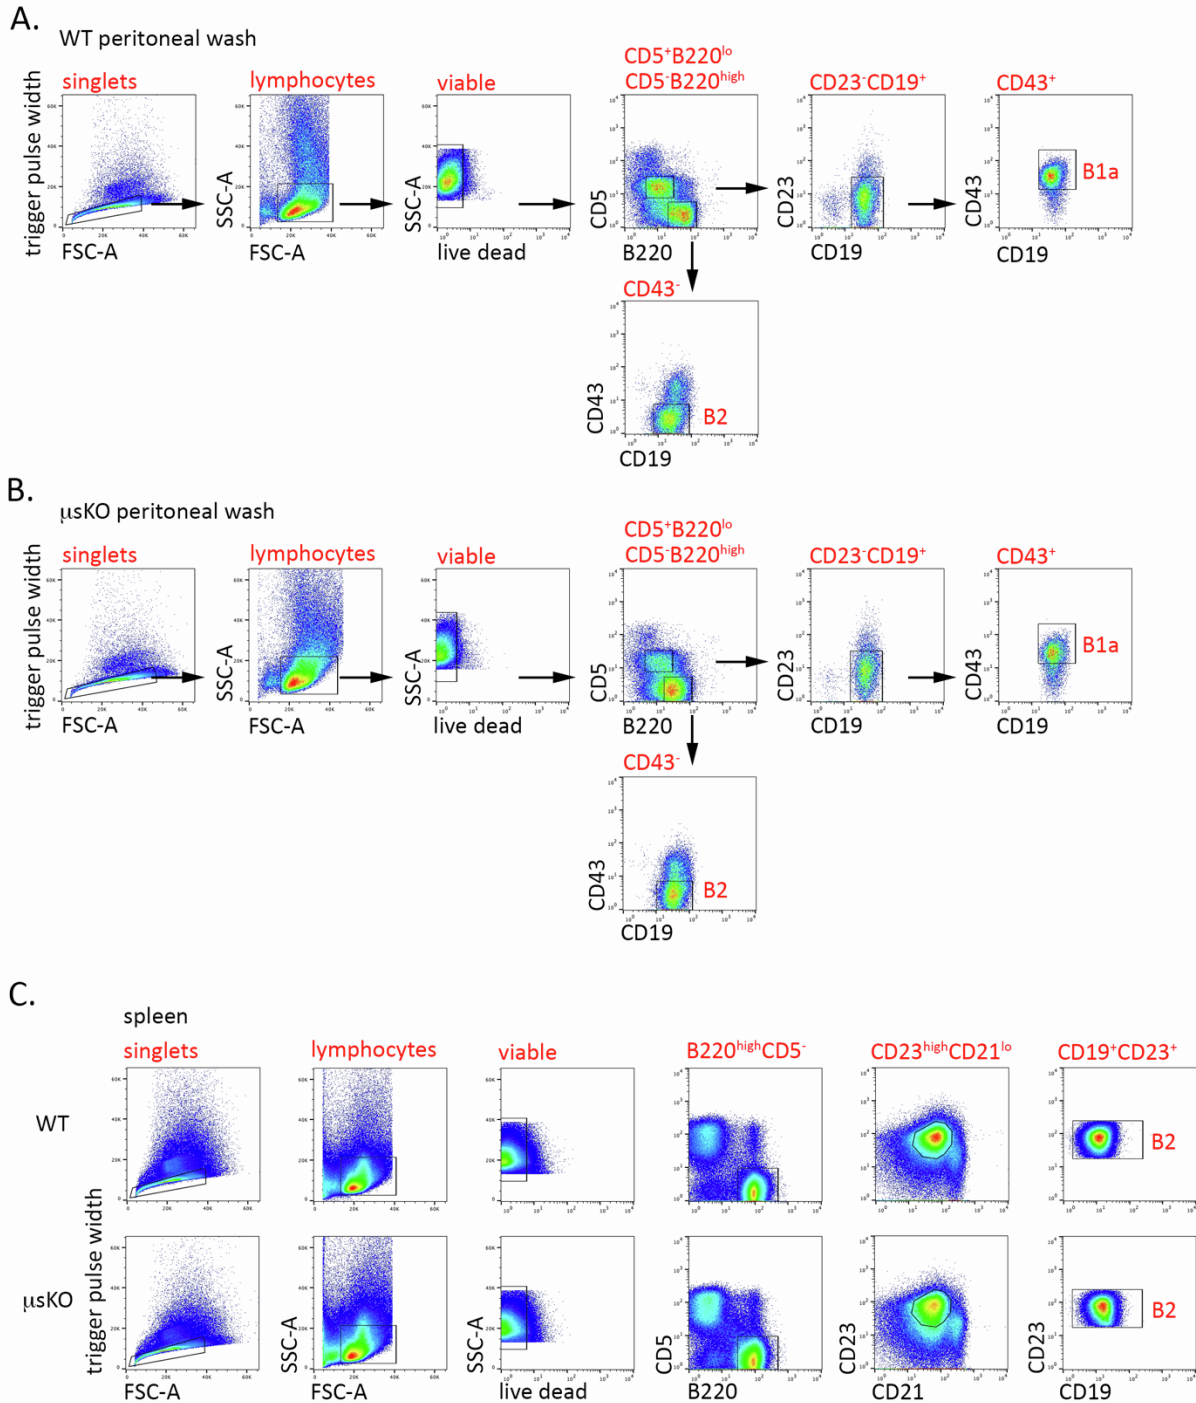 A.
WT peritoneal wash
CD5⁺B220ˡᵒ
singlets lymphocytes viable CD5⁻B220ʰⁱᵍʰ CD23⁻CD19⁺ CD43⁺
trigger pulse width SSC-A SSC-A CD5 CD23 CD43 B1a
FSC-A FSC-A live dead B220 CD19 CD19
CD43⁻
CD43 B2
CD19
B.
µsKO peritoneal wash
CD5⁺B220ˡᵒ
singlets lymphocytes viable CD5⁻B220ʰⁱᵍʰ CD23⁻CD19⁺ CD43⁺
trigger pulse width SSC-A SSC-A CD5 CD23 CD43 B1a
FSC-A FSC-A live dead B220 CD19 CD19
CD43⁻
CD43 B2
CD19
C.
spleen
singlets lymphocytes viable B220ʰⁱᵍʰCD5⁻ CD23ʰⁱᵍʰCD21ˡᵒ CD19⁺CD23⁺
WT B2
µsKO trigger pulse width SSC-A SSC-A CD5 CD23 CD23 B2
FSC-A FSC-A live dead B220 CD21 CD19